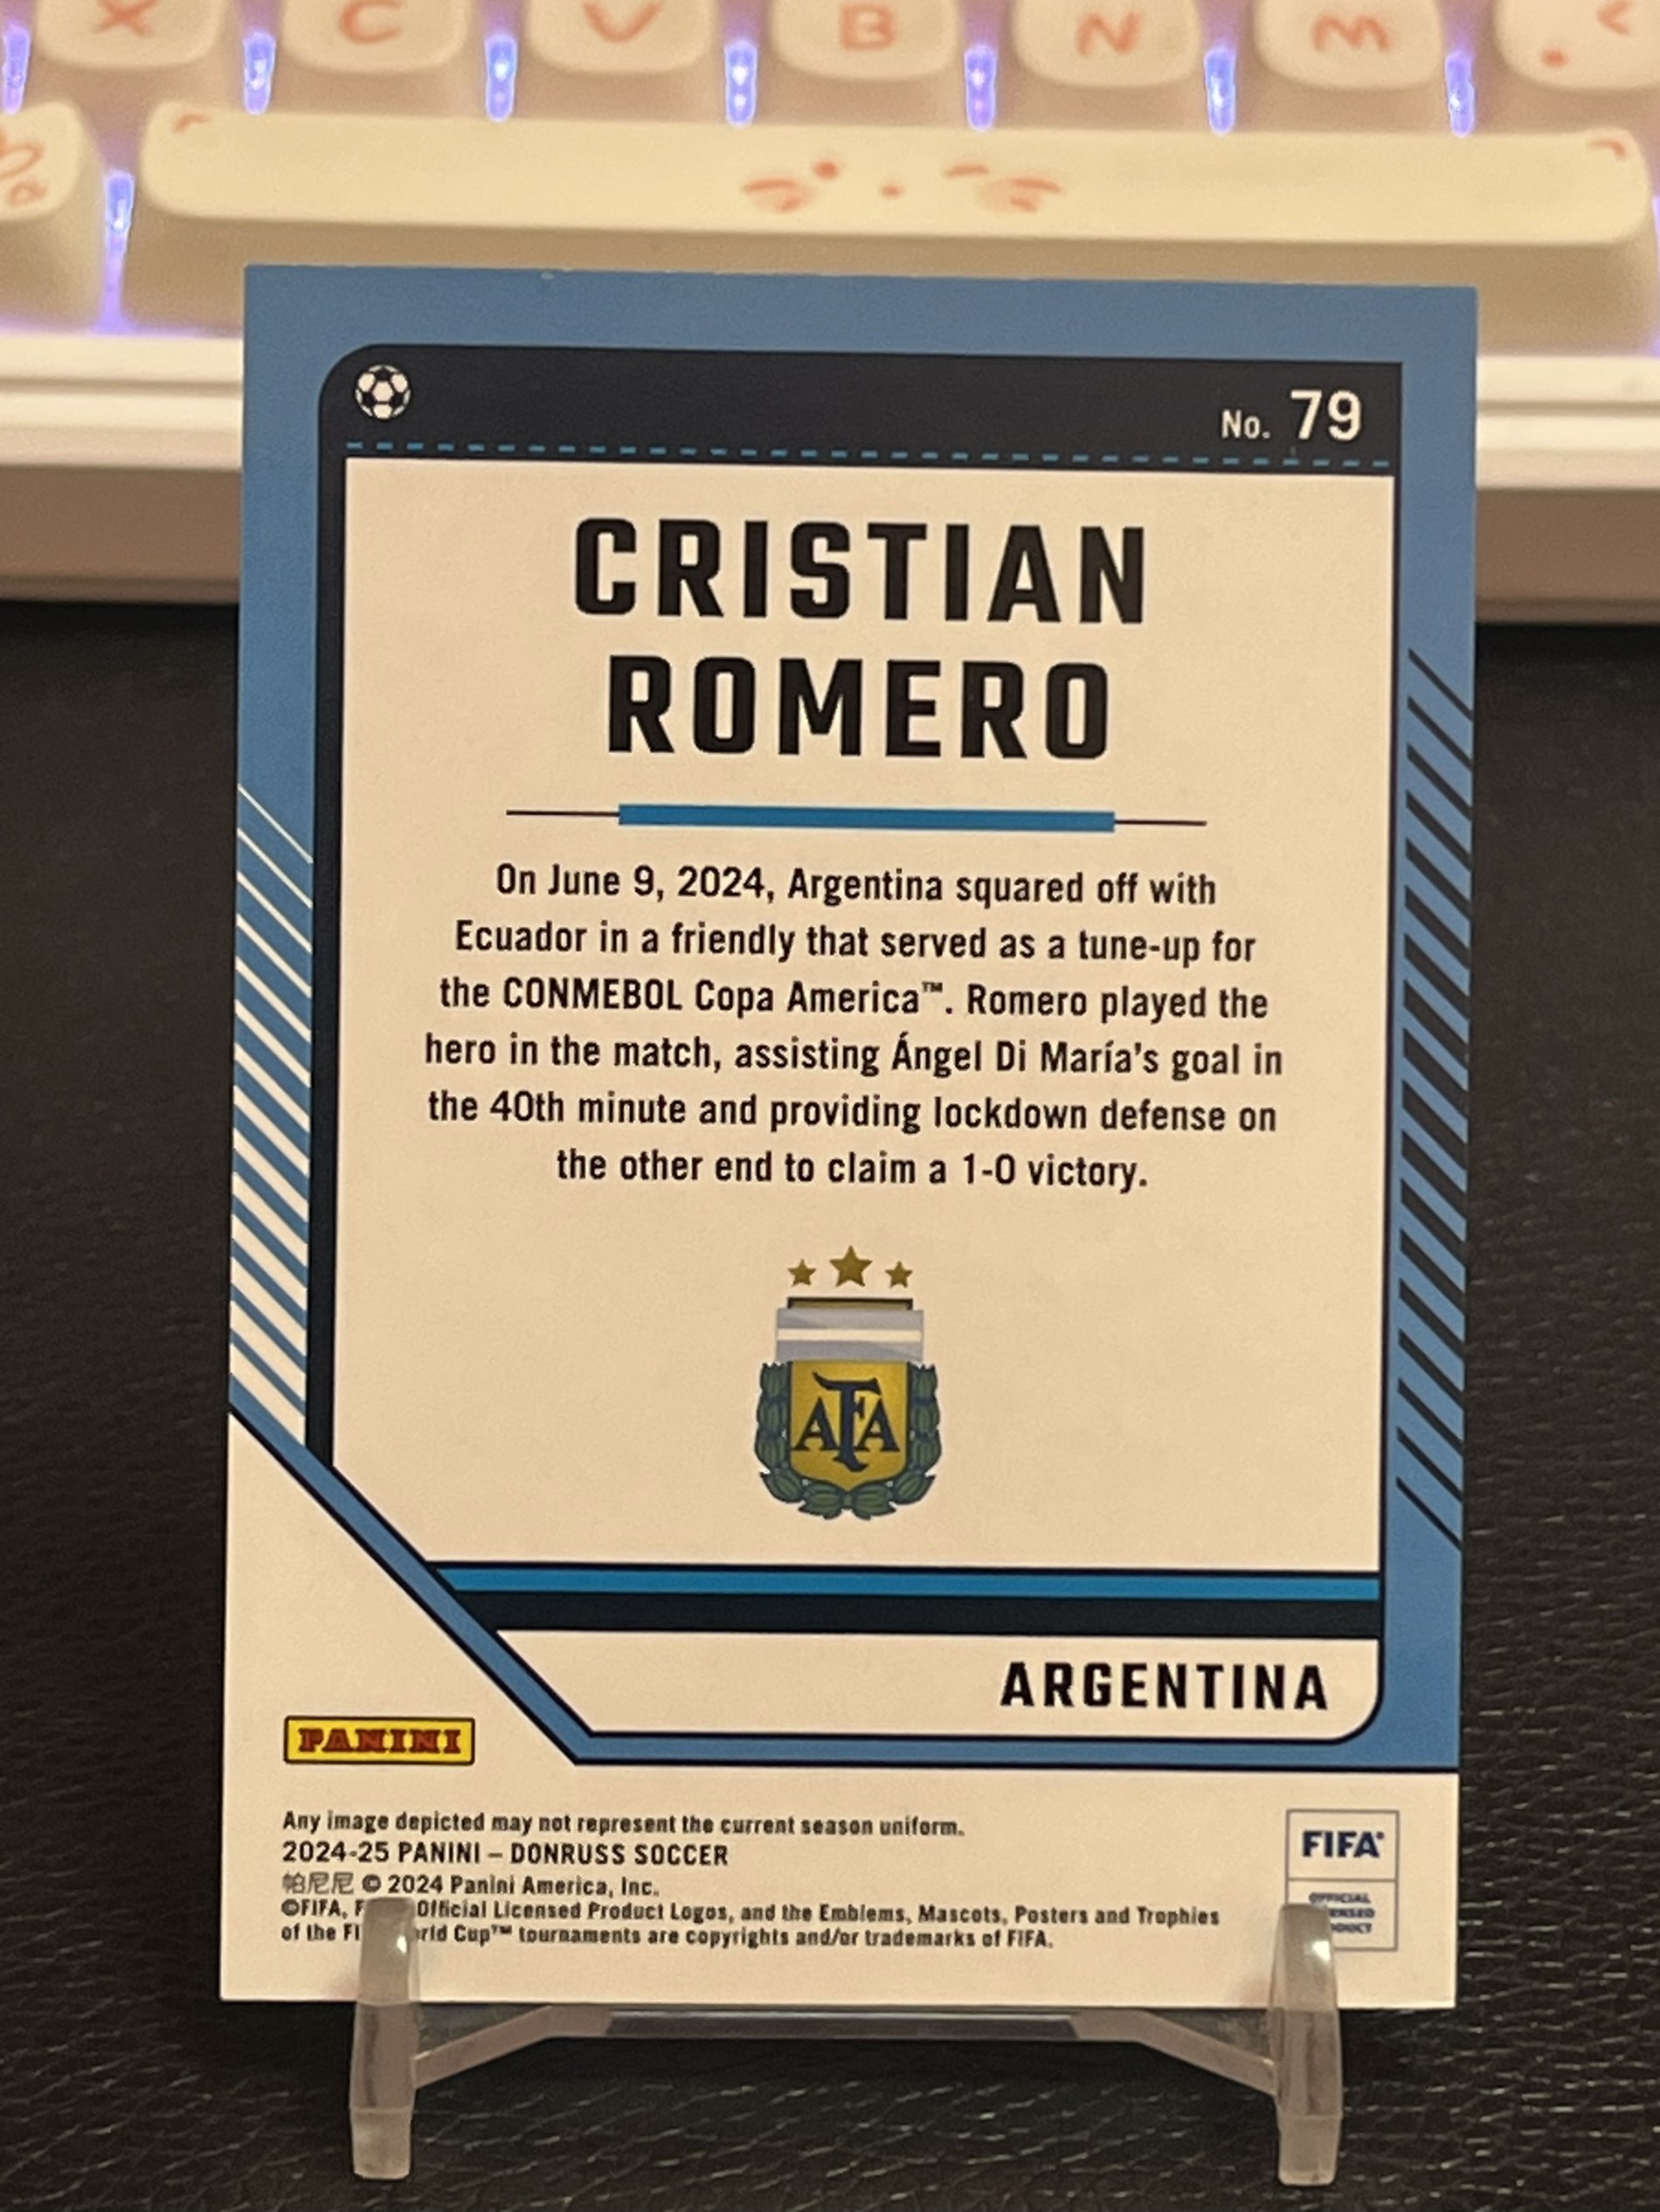 X C V B N M <
No. 79
CRISTIAN
ROMERO
On June 9, 2024, Argentina squared off with
Ecuador in a friendly that served as a tune-up for
the CONMEBOL Copa America™. Romero played the
hero in the match, assisting Ángel Di María's goal in
the 40th minute and providing lockdown defense on
the other end to claim a 1-0 victory.
AFA
ARGENTINA
PANINI
Any image depicted may not represent the current season uniform.
2024-25 PANINI – DONRUSS SOCCER
帕尼尼 © 2024 Panini America, Inc.
©FIFA, Official Licensed Product Logos, and the Emblems, Mascots, Posters and Trophies
of the Cup™ tournaments are copyrights and/or trademarks of FIFA.
FIFA®
OFFICIAL